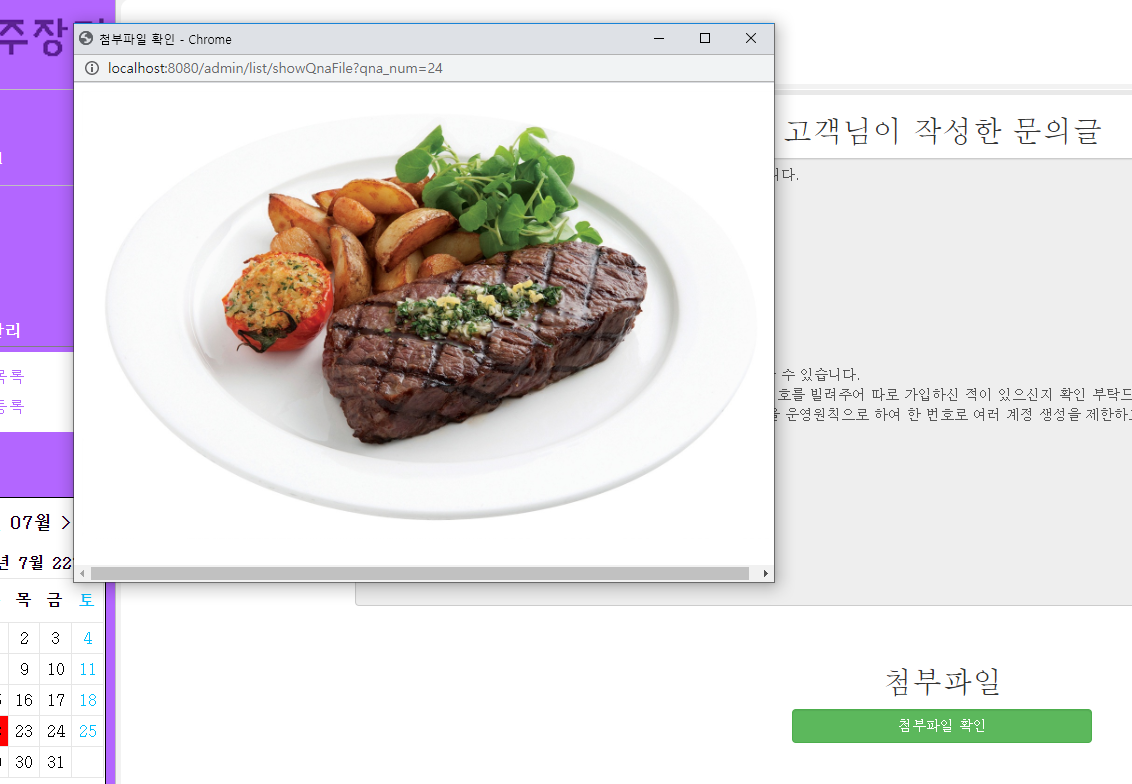 첨부파일 확인 - Chrome
localhost:8080/admin/list/showQnaFile?qna_num=24
고객님이 작성한 문의글
니다.
수 있습니다.
호를 빌려주어 따로 가입하신 적이 있으신지 확인 부탁드
운영원칙으로 하여 한 번호로 여러 계정 생성을 제한하고
첨부파일
첨부파일 확인
주장
관리
목록
등록
07월 >
년 7월 22
목 금 토
2 3 4
9 10 11
16 17 18
23 24 25
30 31